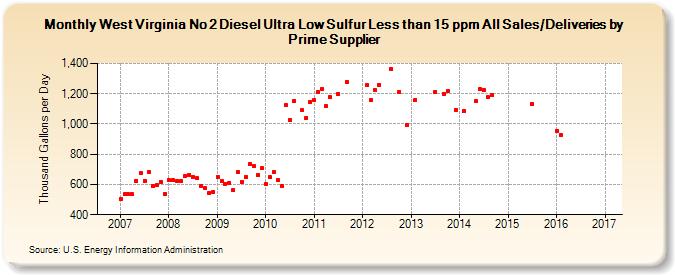 Monthly West Virginia No 2 Diesel Ultra Low Sulfur Less than 15 ppm All Sales/Deliveries by
Prime Supplier
Thousand Gallons per Day
1,400
1,200
1,000
800
600
400
2007 2008 2009 2010 2011 2012 2013 2014 2015 2016 2017
Source: U.S. Energy Information Administration